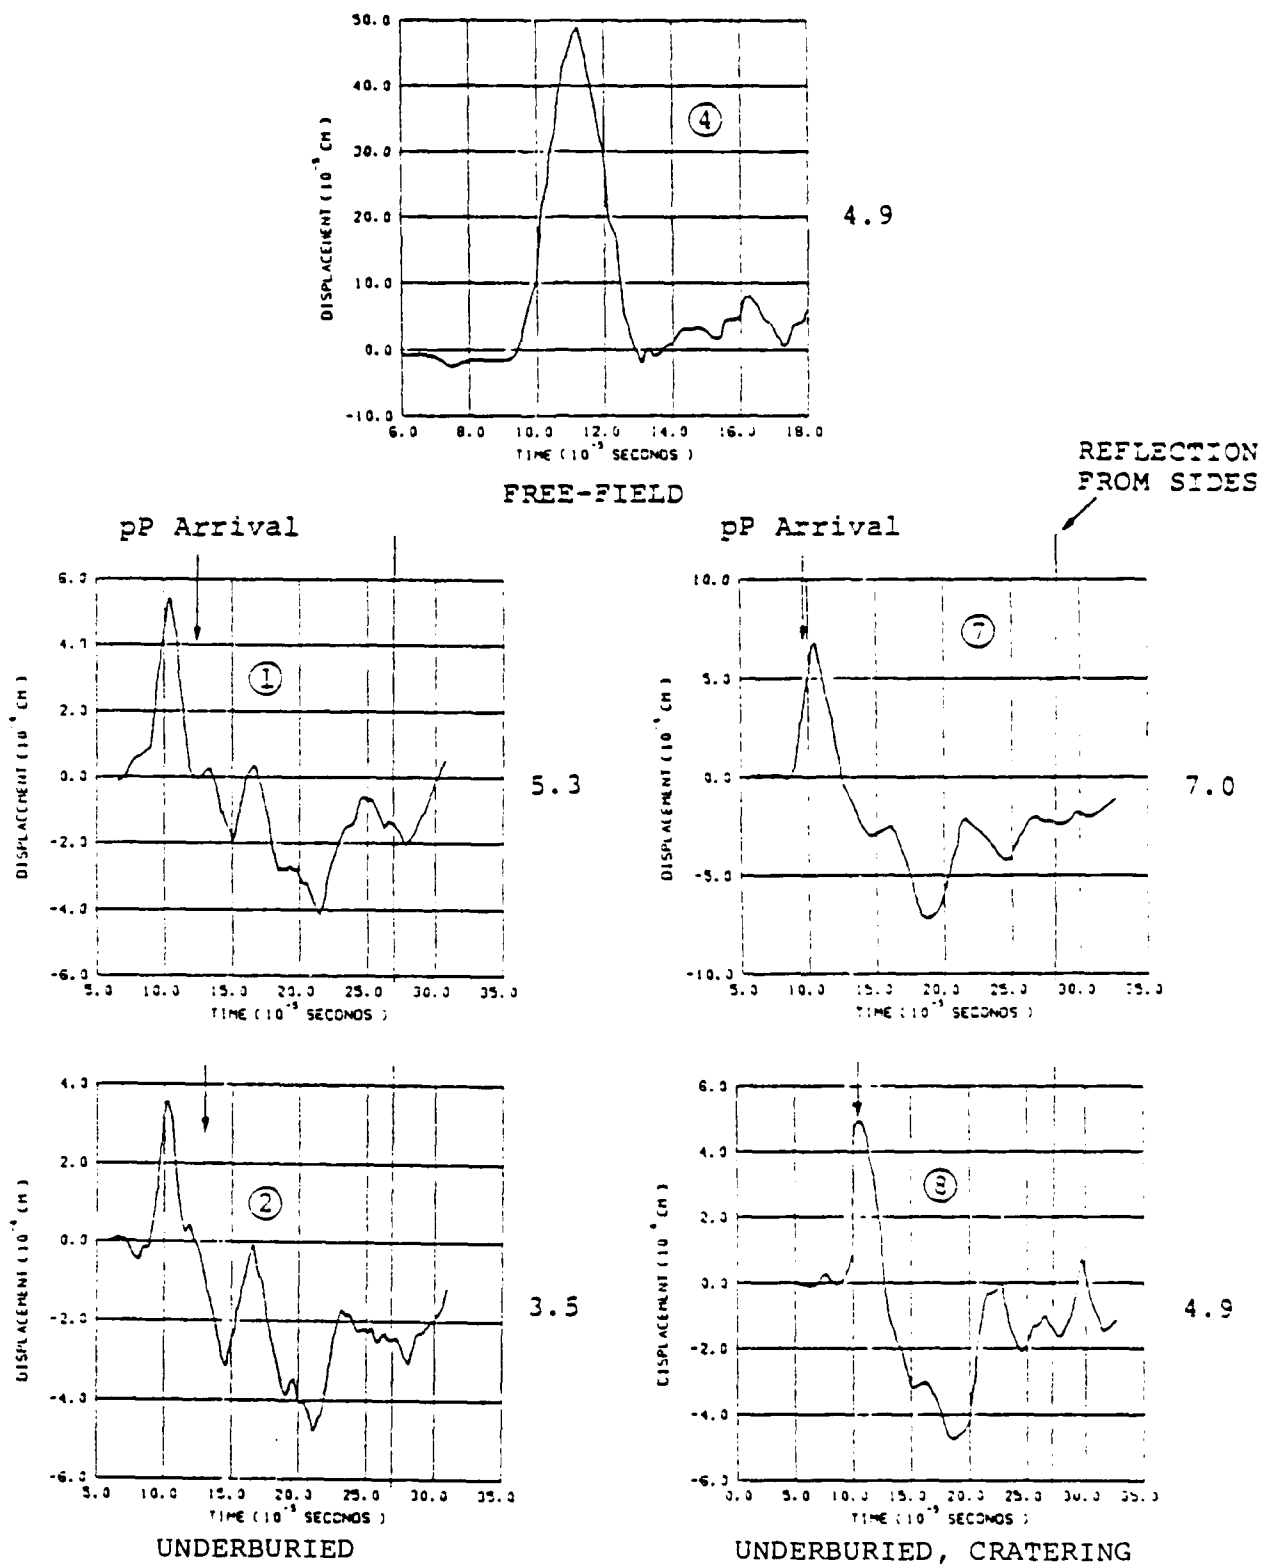 50.0
40.0
30.0
20.0
10.0
0.0
-10.0
DISPLACEMENT (10⁻⁵ CM)
④
4.9
6.0 8.0 10.0 12.0 14.0 16.0 18.0
TIME (10⁻⁵ SECONDS)
FREE-FIELD
REFLECTION
FROM SIDES
pP Arrival
6.0
4.0
2.0
0.0
-2.0
-4.0
-6.0
DISPLACEMENT (10⁻⁴ CM)
①
5.3
5.0 10.0 15.0 20.0 25.0 30.0 35.0
TIME (10⁻⁵ SECONDS)
pP Arrival
10.0
5.0
0.0
-5.0
-10.0
DISPLACEMENT (10⁻⁴ CM)
⑦
7.0
5.0 10.0 15.0 20.0 25.0 30.0 35.0
TIME (10⁻⁵ SECONDS)
4.0
2.0
0.0
-2.0
-4.0
-6.0
DISPLACEMENT (10⁻⁴ CM)
②
3.5
5.0 10.0 15.0 20.0 25.0 30.0 35.0
TIME (10⁻⁵ SECONDS)
UNDERBURIED
6.0
4.0
2.0
0.0
-2.0
-4.0
-6.0
DISPLACEMENT (10⁻⁴ CM)
⑧
4.9
0.0 5.0 10.0 15.0 20.0 25.0 30.0 35.0
TIME (10⁻⁵ SECONDS)
UNDERBURIED, CRATERING